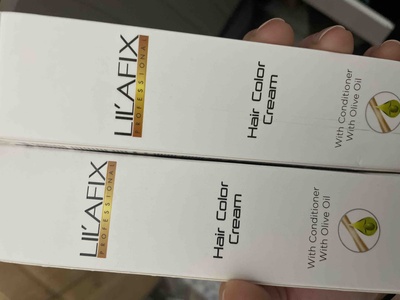 LIL'AFIX
PROFESSIONAL
Hair Color
Cream
With Conditioner
With Olive Oil
LIL'AFIX
PROFESSIONAL
Hair Color
Cream
With Conditioner
With Olive Oil